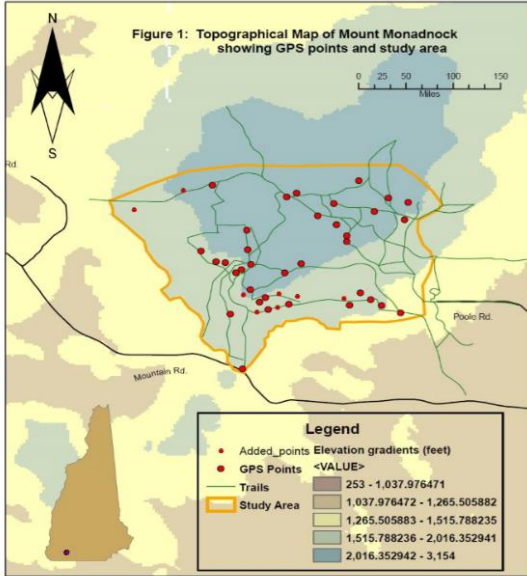 N
S
Figure 1: Topographical Map of Mount Monadnock
showing GPS points and study area
0 25 50 100 150
Miles
Rd.
Poole Rd.
Mountain Rd.
Legend
Added_points
GPS Points
Trails
Study Area
Elevation gradients (feet)
<VALUE>
253 - 1,037.976471
1,037.976472 - 1,265.505882
1,265.505883 - 1,515.788235
1,515.788236 - 2,016.352941
2,016.352942 - 3,154